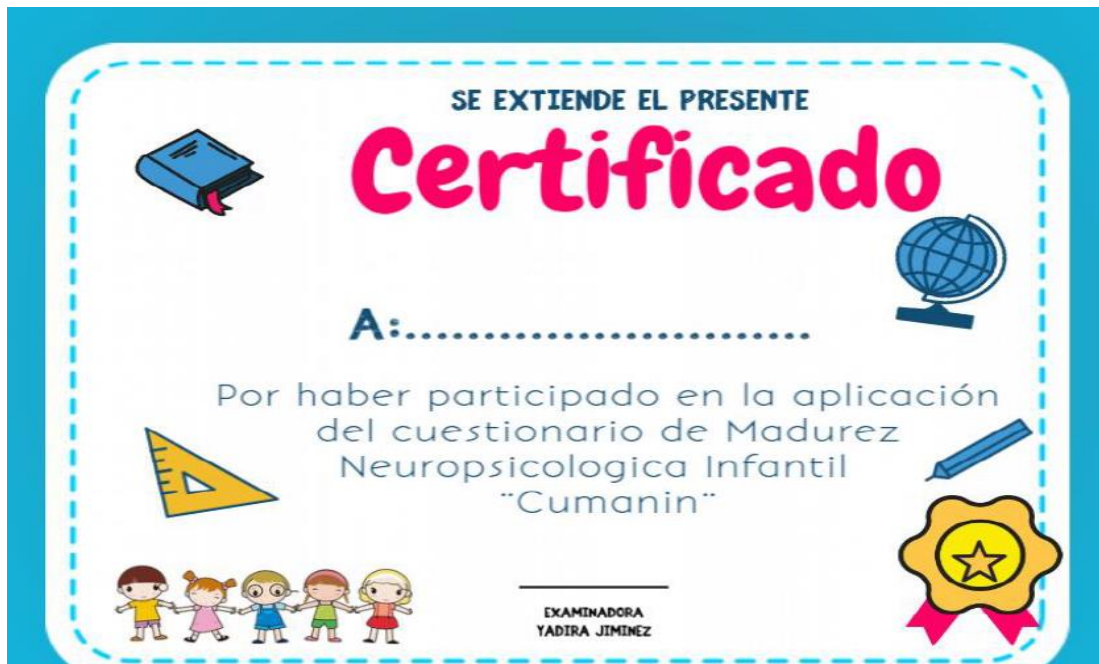 SE EXTIENDE EL PRESENTE
Certificado
A:..............................
Por haber participado en la aplicación
del cuestionario de Madurez
Neuropsicologica Infantil
"Cumanin"
EXAMINADORA
YADIRA JIMINEZ